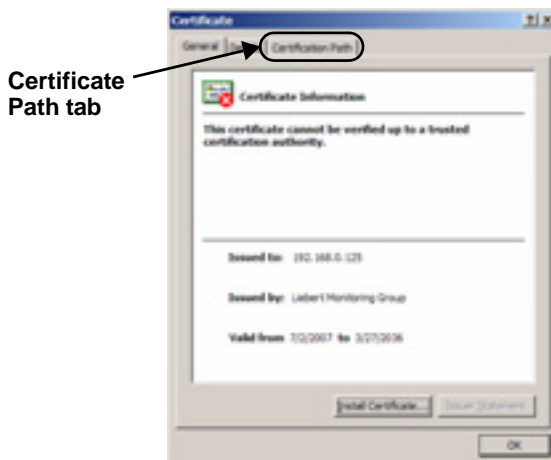 Certificate
General Certification Path
Certificate
Path tab
Certificate Information
This certificate cannot be verified up to a trusted
certification authority.
Issued to: 192.168.0.125
Issued by: Liebert Monitoring Group
Valid from 7/2/2007 to 3/27/2036
Install Certificate... Issuer Statement
OK